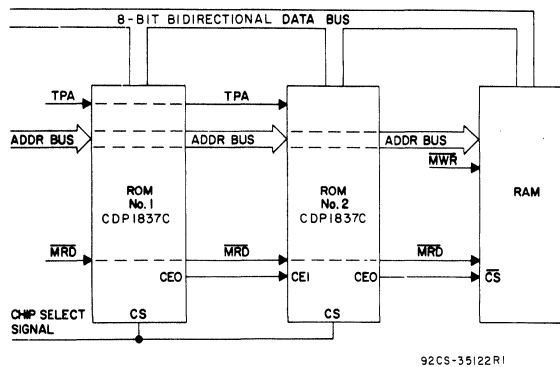 8-BIT BIDIRECTIONAL DATA BUS
TPA
TPA
ADDR BUS
ADDR BUS
ADDR BUS
MWR
ROM
No. 1
CDP1837C
ROM
No. 2
CDP1837C
RAM
MRD
MRD
MRD
CEO
CEI
CEO
CS
CS
CS
CHIP SELECT
SIGNAL
92CS-35122R1